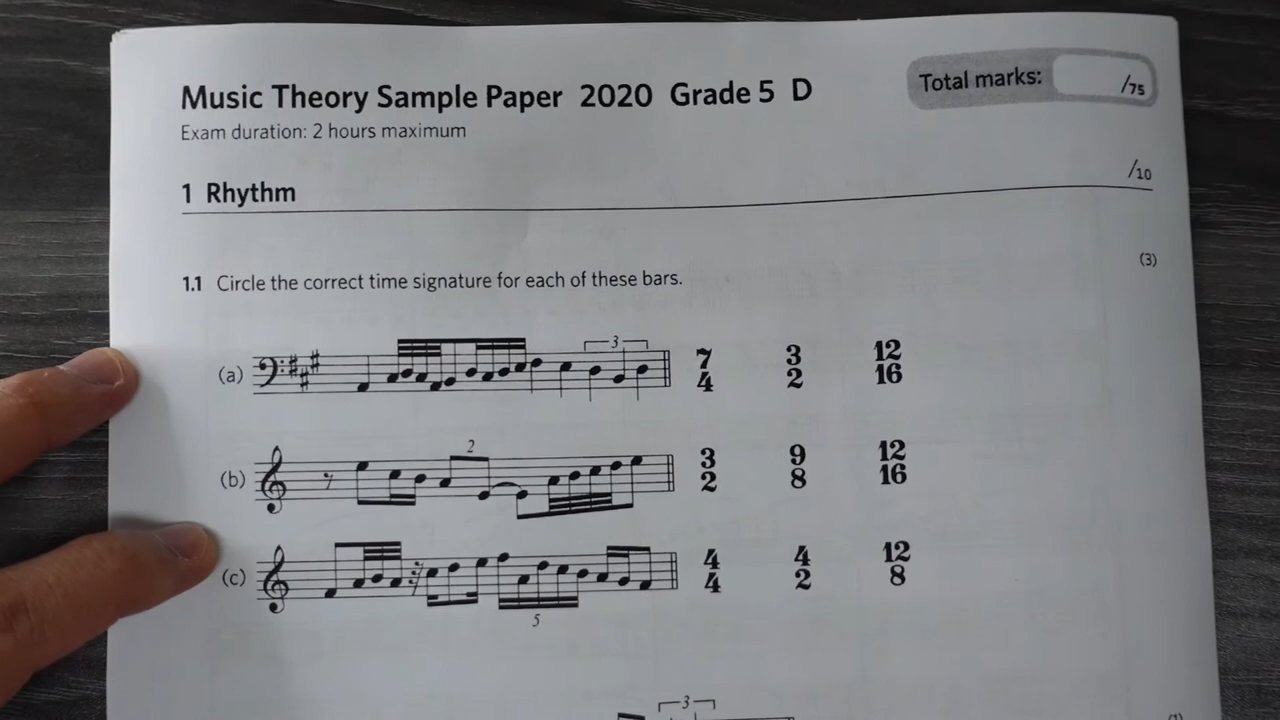 Music Theory Sample Paper 2020 Grade 5 D
Total marks: /75
Exam duration: 2 hours maximum
/10
1 Rhythm
(3)
1.1 Circle the correct time signature for each of these bars.
3
(a) 7 3 12
4 2 16
2
(b) 3 9 12
2 8 16
(c) 4 4 12
4 2 8
5
3